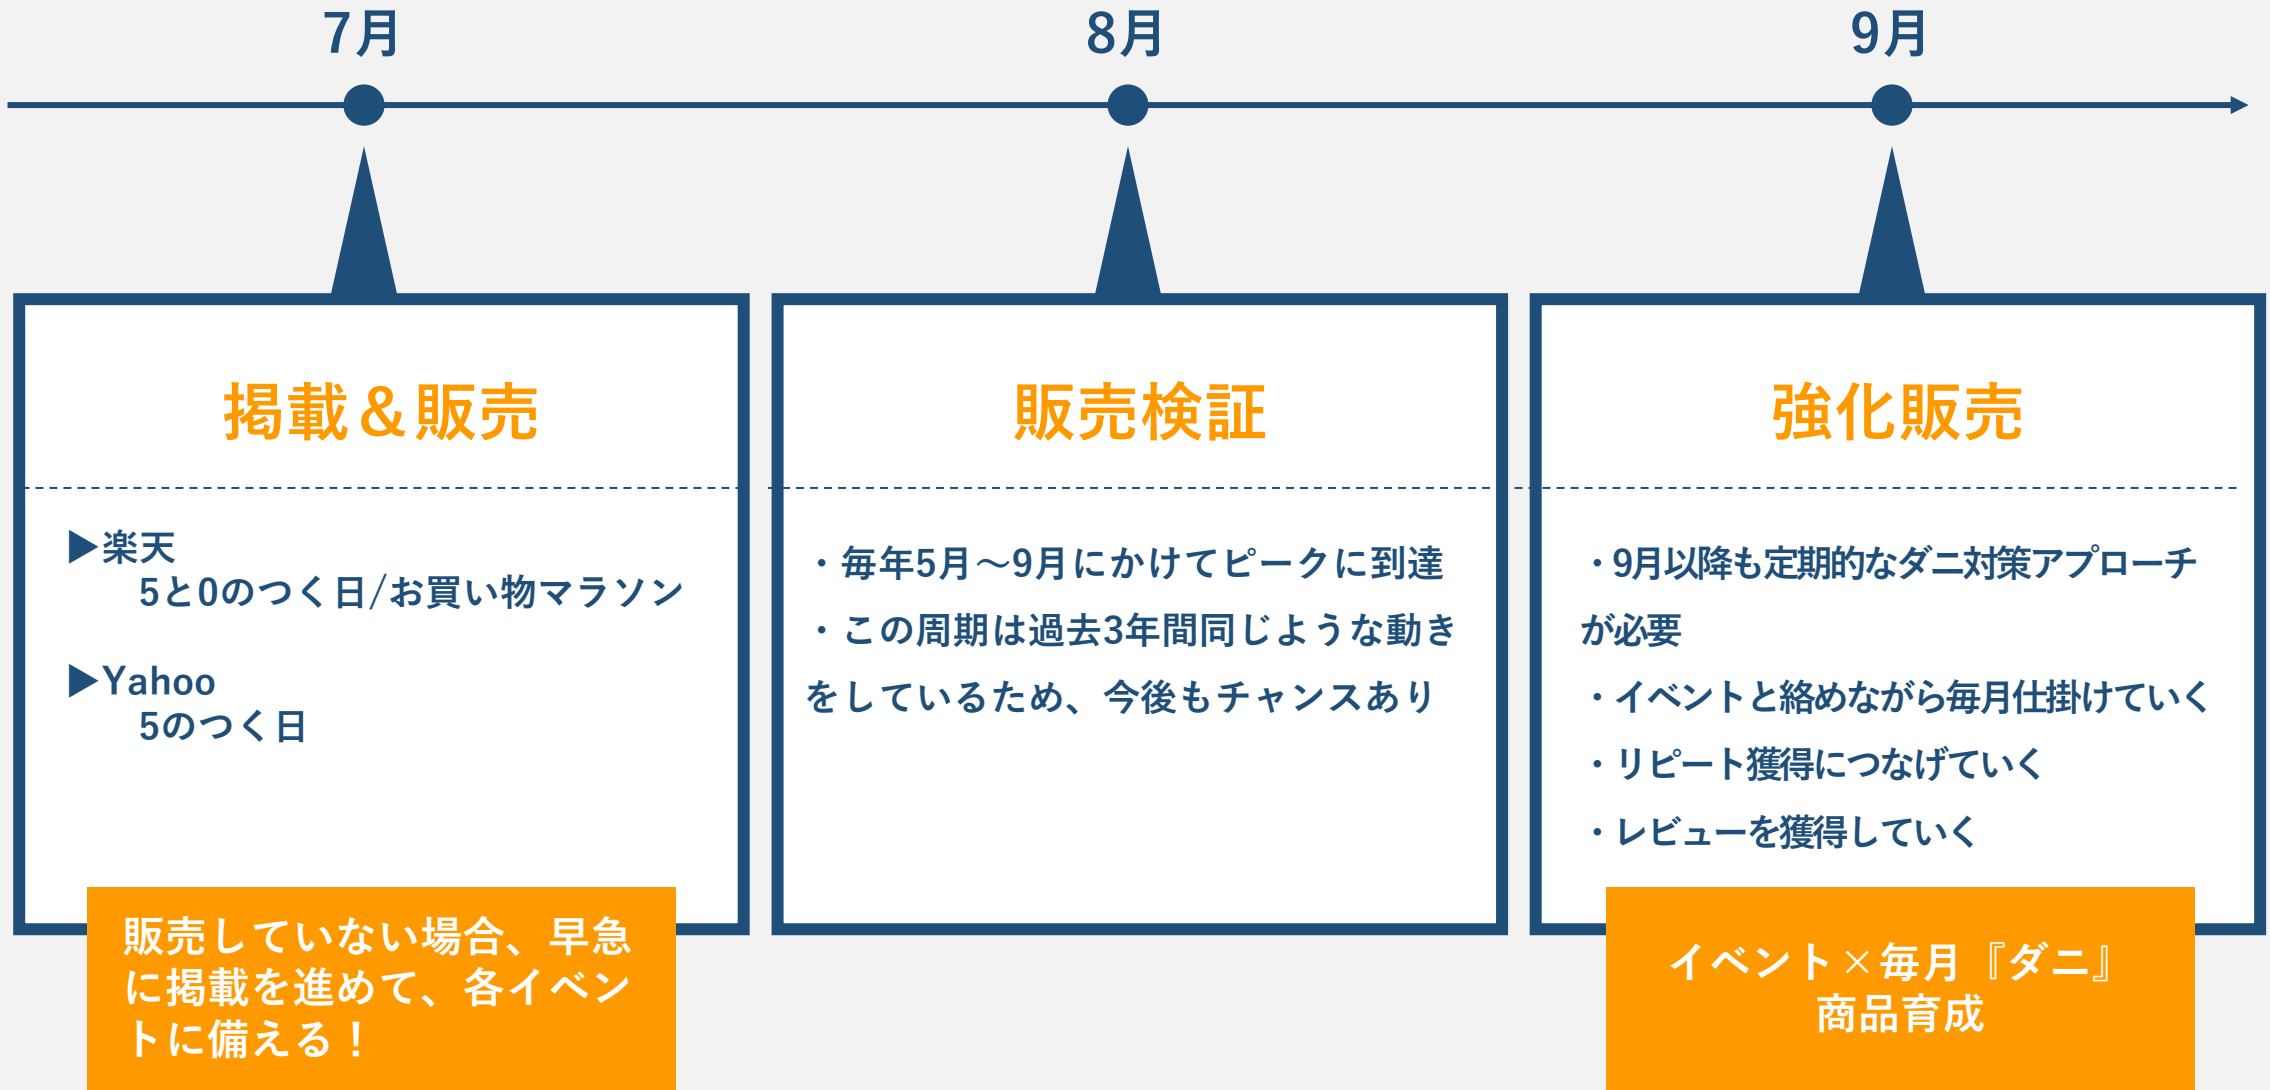 7月
8月
9月
掲載＆販売
▶楽天
5と0のつく日/お買い物マラソン
▶Yahoo
5のつく日
販売していない場合、早急
に掲載を進めて、各イベン
トに備える！
販売検証
・毎年5月～9月にかけてピークに到達
・この周期は過去3年間同じような動き
をしているため、今後もチャンスあり
強化販売
・9月以降も定期的なダニ対策アプローチ
が必要
・イベントと絡めながら毎月仕掛けていく
・リピート獲得につなげていく
・レビューを獲得していく
イベント×毎月『ダニ』
商品育成